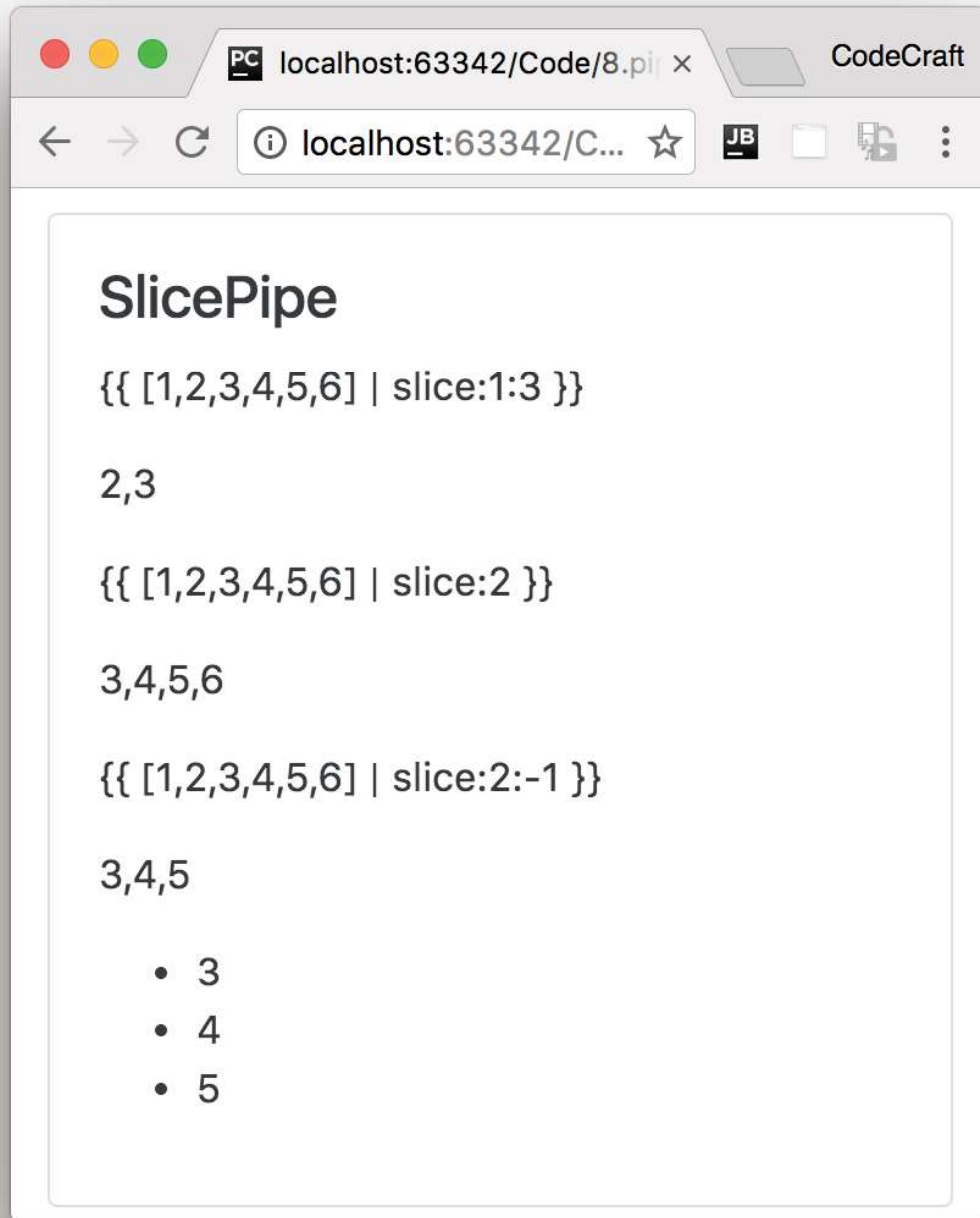 PC localhost:63342/Code/8.pi × CodeCraft
localhost:63342/C... JB
SlicePipe
{{ [1,2,3,4,5,6] | slice:1:3 }}
2,3
{{ [1,2,3,4,5,6] | slice:2 }}
3,4,5,6
{{ [1,2,3,4,5,6] | slice:2:-1 }}
3,4,5
• 3
• 4
• 5